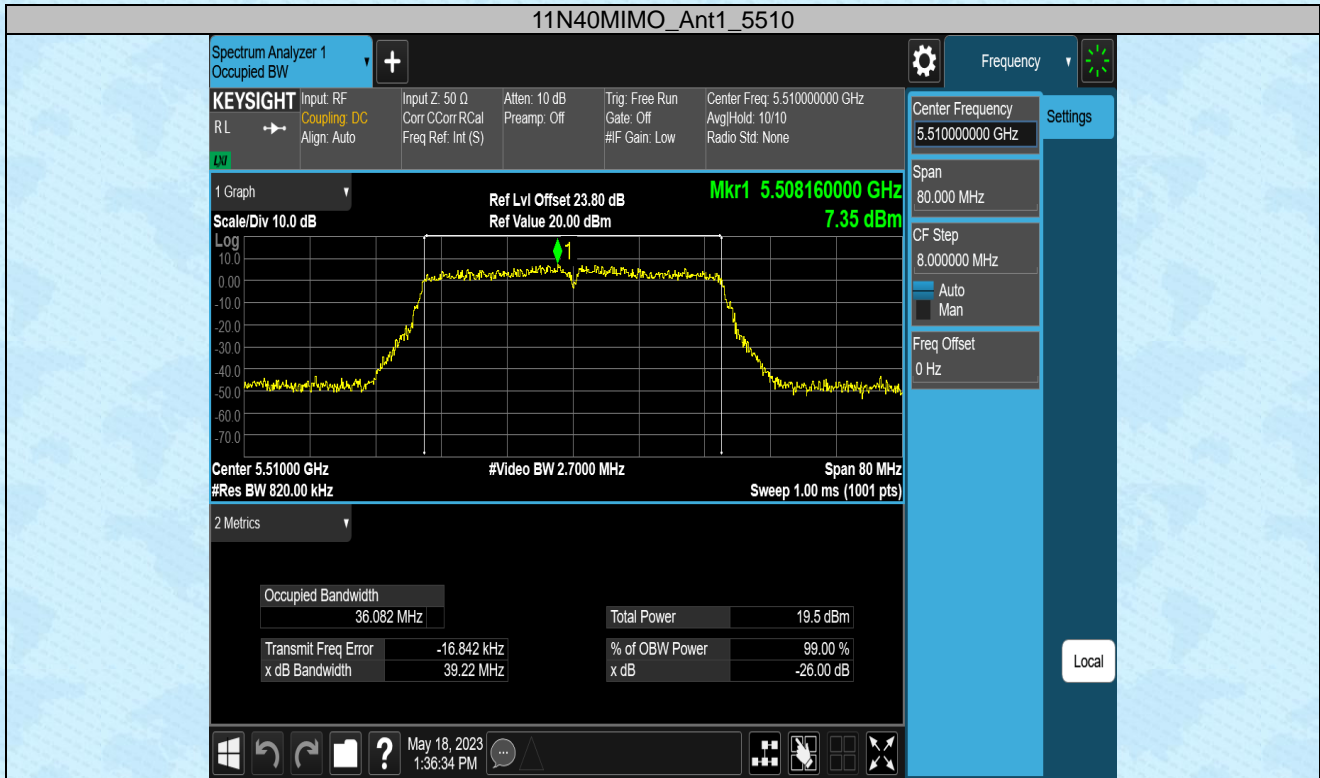 11N40MIMO_Ant1_5510
Spectrum Analyzer 1
Occupied BW
+
Frequency
KEYSIGHT
R L
LXI
Input: RF
Coupling: DC
Align: Auto
Input Z: 50 Ω
Corr CCorr RCal
Freq Ref: Int (S)
Atten: 10 dB
Preamp: Off
Trig: Free Run
Gate: Off
#IF Gain: Low
Center Freq: 5.510000000 GHz
Avg|Hold: 10/10
Radio Std: None
Center Frequency
5.510000000 GHz
Settings
Span
80.000 MHz
CF Step
8.000000 MHz
Auto
Man
Freq Offset
0 Hz
Local
1 Graph
Scale/Div 10.0 dB
Ref Lvl Offset 23.80 dB
Ref Value 20.00 dBm
Mkr1 5.508160000 GHz
7.35 dBm
Log
1
10.0
0.00
-10.0
-20.0
-30.0
-40.0
-50.0
-60.0
-70.0
Center 5.51000 GHz
#Video BW 2.7000 MHz
Span 80 MHz
#Res BW 820.00 kHz
Sweep 1.00 ms (1001 pts)
2 Metrics
Occupied Bandwidth
36.082 MHz
Total Power 19.5 dBm
Transmit Freq Error -16.842 kHz
% of OBW Power 99.00 %
x dB Bandwidth 39.22 MHz
x dB -26.00 dB
?
May 18, 2023
1:36:34 PM